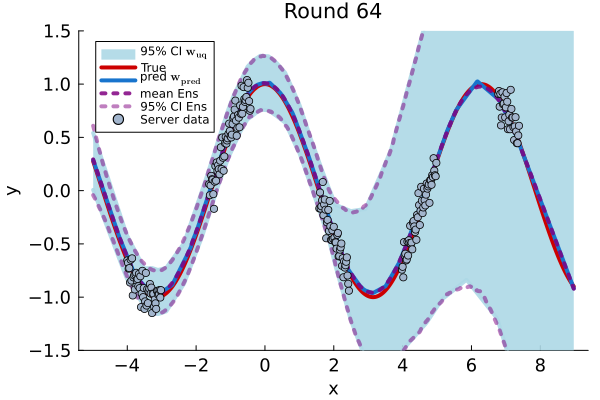 Round 64
1.5
1.0
0.5
0.0
−0.5
−1.0
−1.5
y
95% CI w_uq
True
pred w_pred
mean Ens
95% CI Ens
Server data
−4 −2 0 2 4 6 8
x